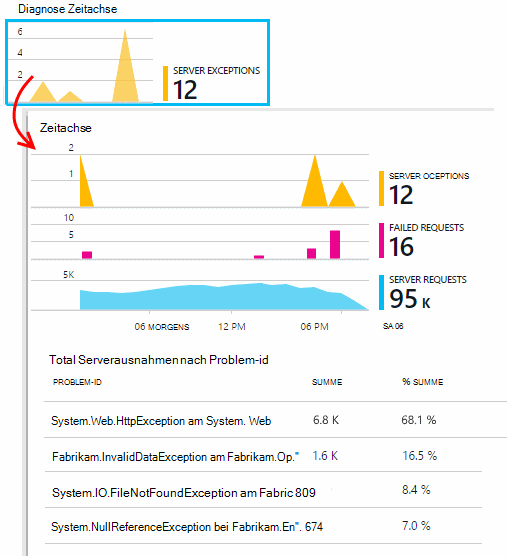 Diagnose Zeitachse
6
4
2
SERVER EXCEPTIONS
12
Zeitachse
2
1
SERVER OCEPTIONS
12
10
5
FAILED REQUESTS
16
5K
SERVER REQUESTS
95 K
06 MORGENS 12 PM 06 PM SA 06
Total Serverausnahmen nach Problem-id
PROBLEM-ID SUMME % SUMME
System.Web.HttpException am System. Web 6.8 K 68.1 %
Fabrikam.InvalidDataException am Fabrikam.Op." 1.6 K 16.5 %
System.IO.FileNotFoundException am Fabric 809 8.4 %
System.NullReferenceException bei Fabrikam.En". 674 7.0 %